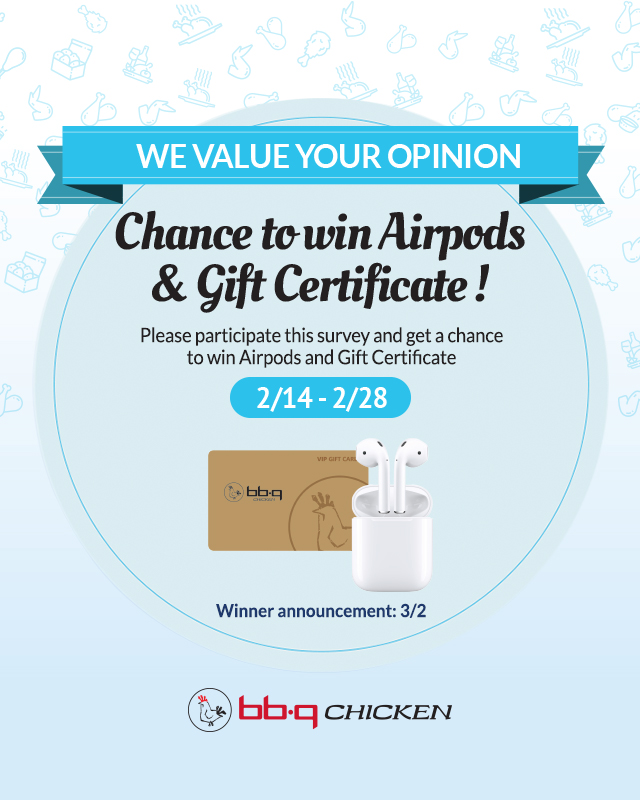 WE VALUE YOUR OPINION
Chance to win Airpods
& Gift Certificate !
Please participate this survey and get a chance
to win Airpods and Gift Certificate
2/14 - 2/28
VIP GIFT CARD
bb.q
CHICKEN
Winner announcement: 3/2
bb.q CHICKEN